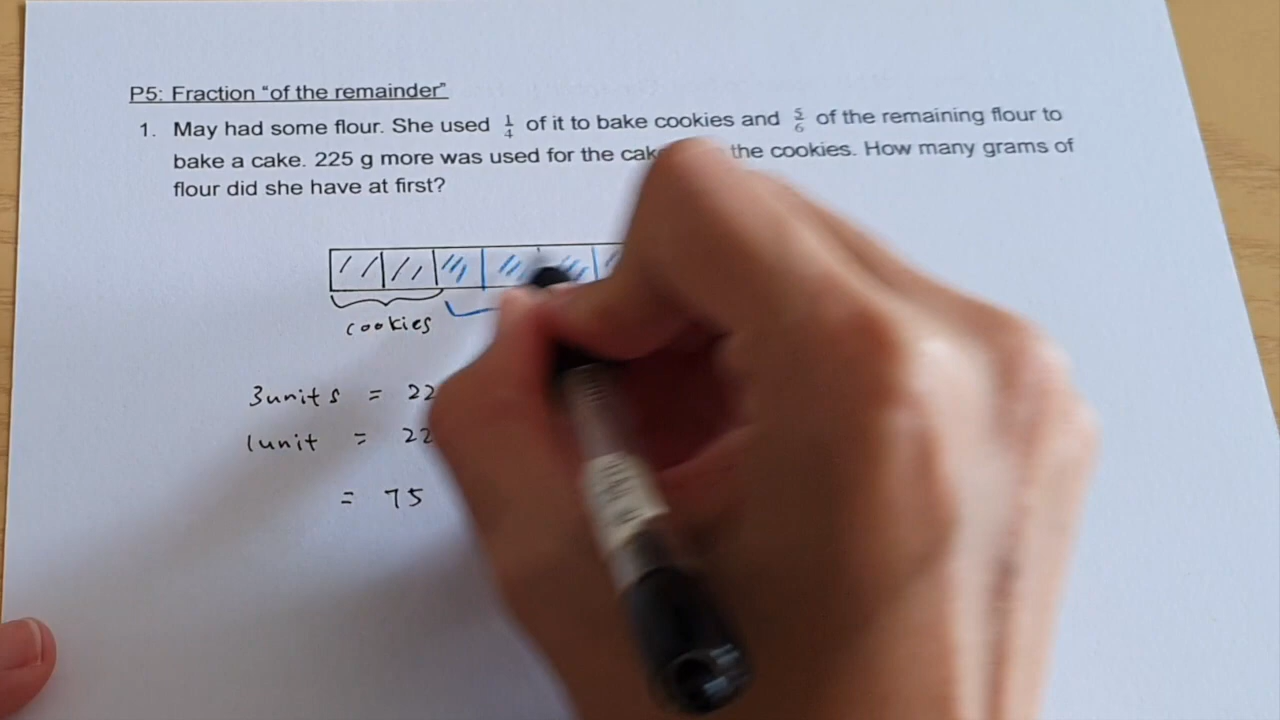 P5: Fraction “of the remainder”
1. May had some flour. She used 1/4 of it to bake cookies and 5/6 of the remaining flour to
bake a cake. 225 g more was used for the the cookies. How many grams of
flour did she have at first?
cookies
3units = 22
1unit = 22
= 75